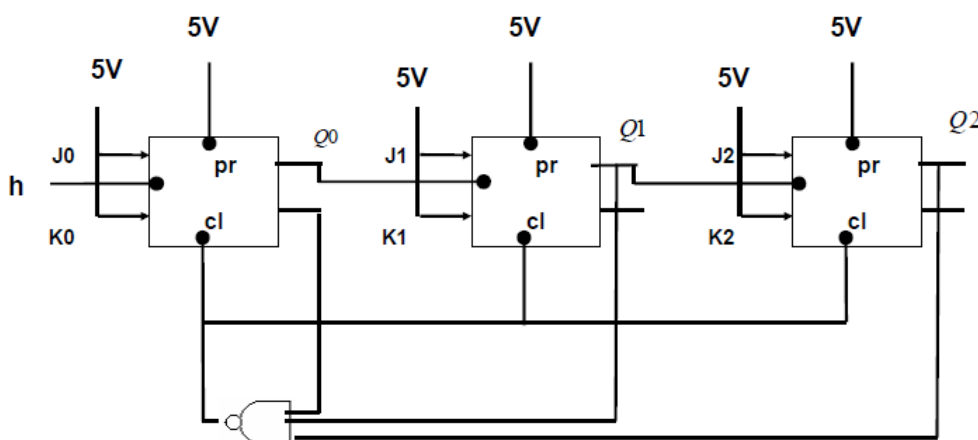 5V 5V 5V
5V 5V 5V
Q0 Q1 Q2
J0 pr J1 pr J2 pr
h
K0 cl K1 cl K2 cl